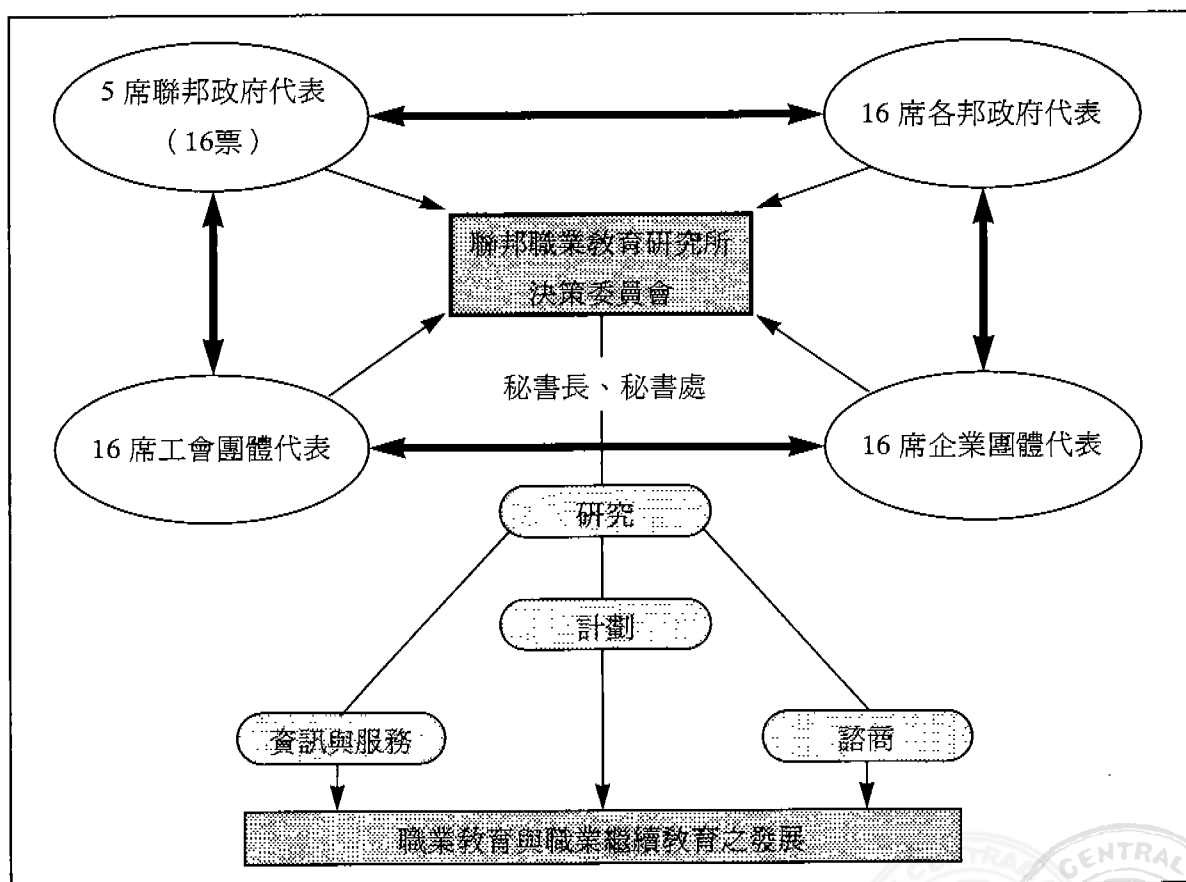 5 席聯邦政府代表
（16票）
16 席各邦政府代表
聯邦職業教育研究所
決策委員會
秘書長、秘書處
16 席工會團體代表
16 席企業團體代表
研究
計劃
資訊與服務
諮商
職業教育與職業繼續教育之發展
CENTRAL